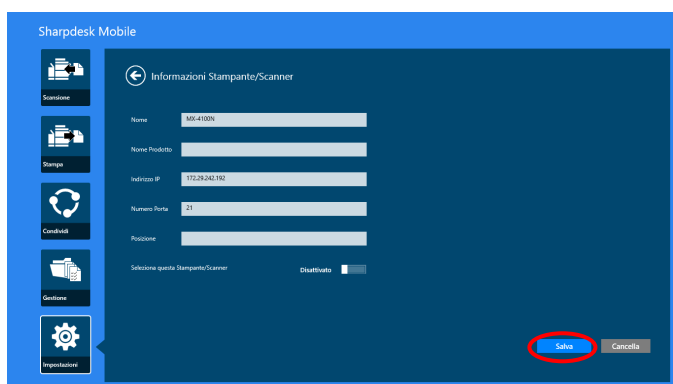 Sharpdesk Mobile
Scansione
Stampa
Condividi
Gestione
Impostazioni
Informazioni Stampante/Scanner
Nome MX-4100N
Nome Prodotto
Indirizzo IP 172.29.242.192
Numero Porta 21
Posizione
Seleziona questa Stampante/Scanner Disattivato
Salva Cancella